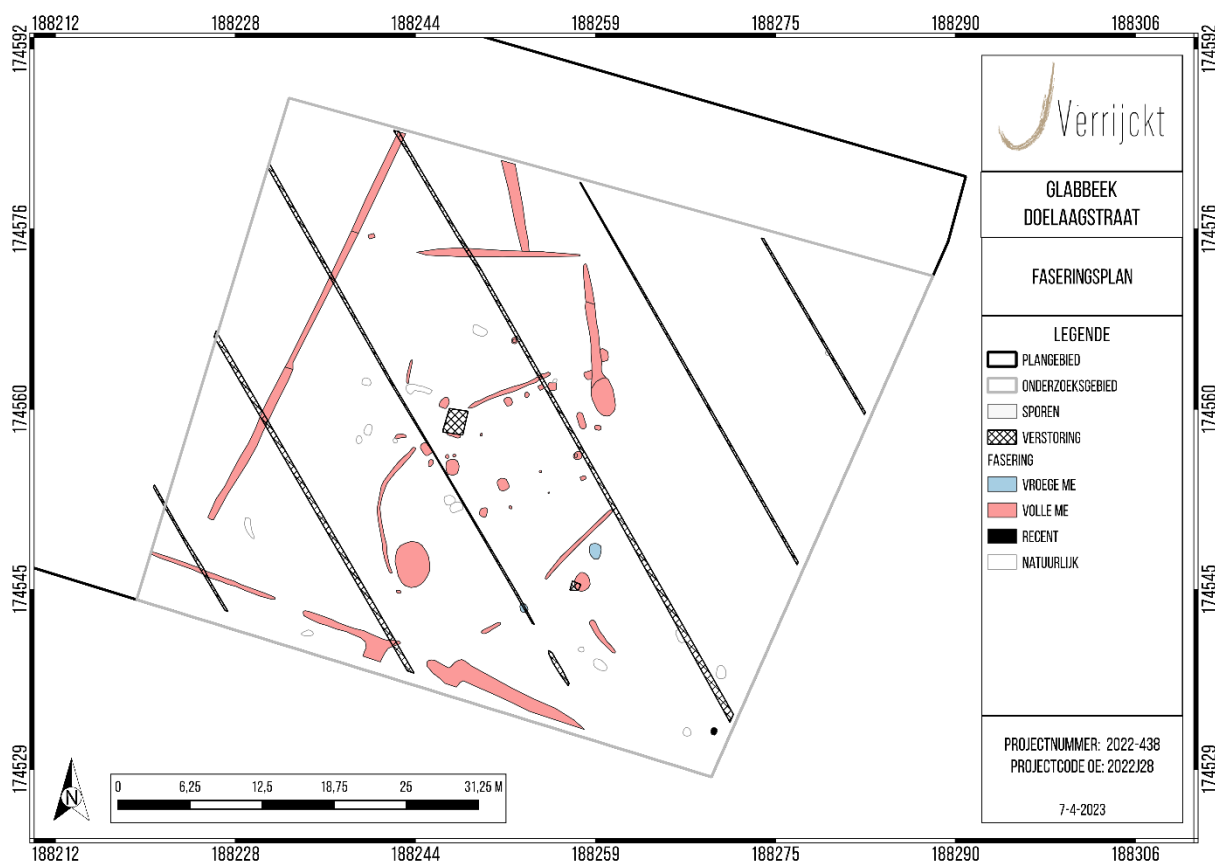 188212 188228 188244 188259 188275 188290 188306
174592 174592
Verrijckt
GLABBEEK
DOELAAGSTRAAT
174576 174576
FASERINGSPLAN
LEGENDE
PLANGEBIED
ONDERZOEKSGEBIED
174560 174560
SPOREN
VERSTORING
FASERING
VROEGE ME
VOLLE ME
RECENT
NATUURLIJK
174545 174545
PROJECTNUMMER: 2022-438
PROJECTCODE OE: 2022J28
174529 174529
7-4-2023
N
0 6,25 12,5 18,75 25 31,25 M
188212 188228 188244 188259 188275 188290 188306